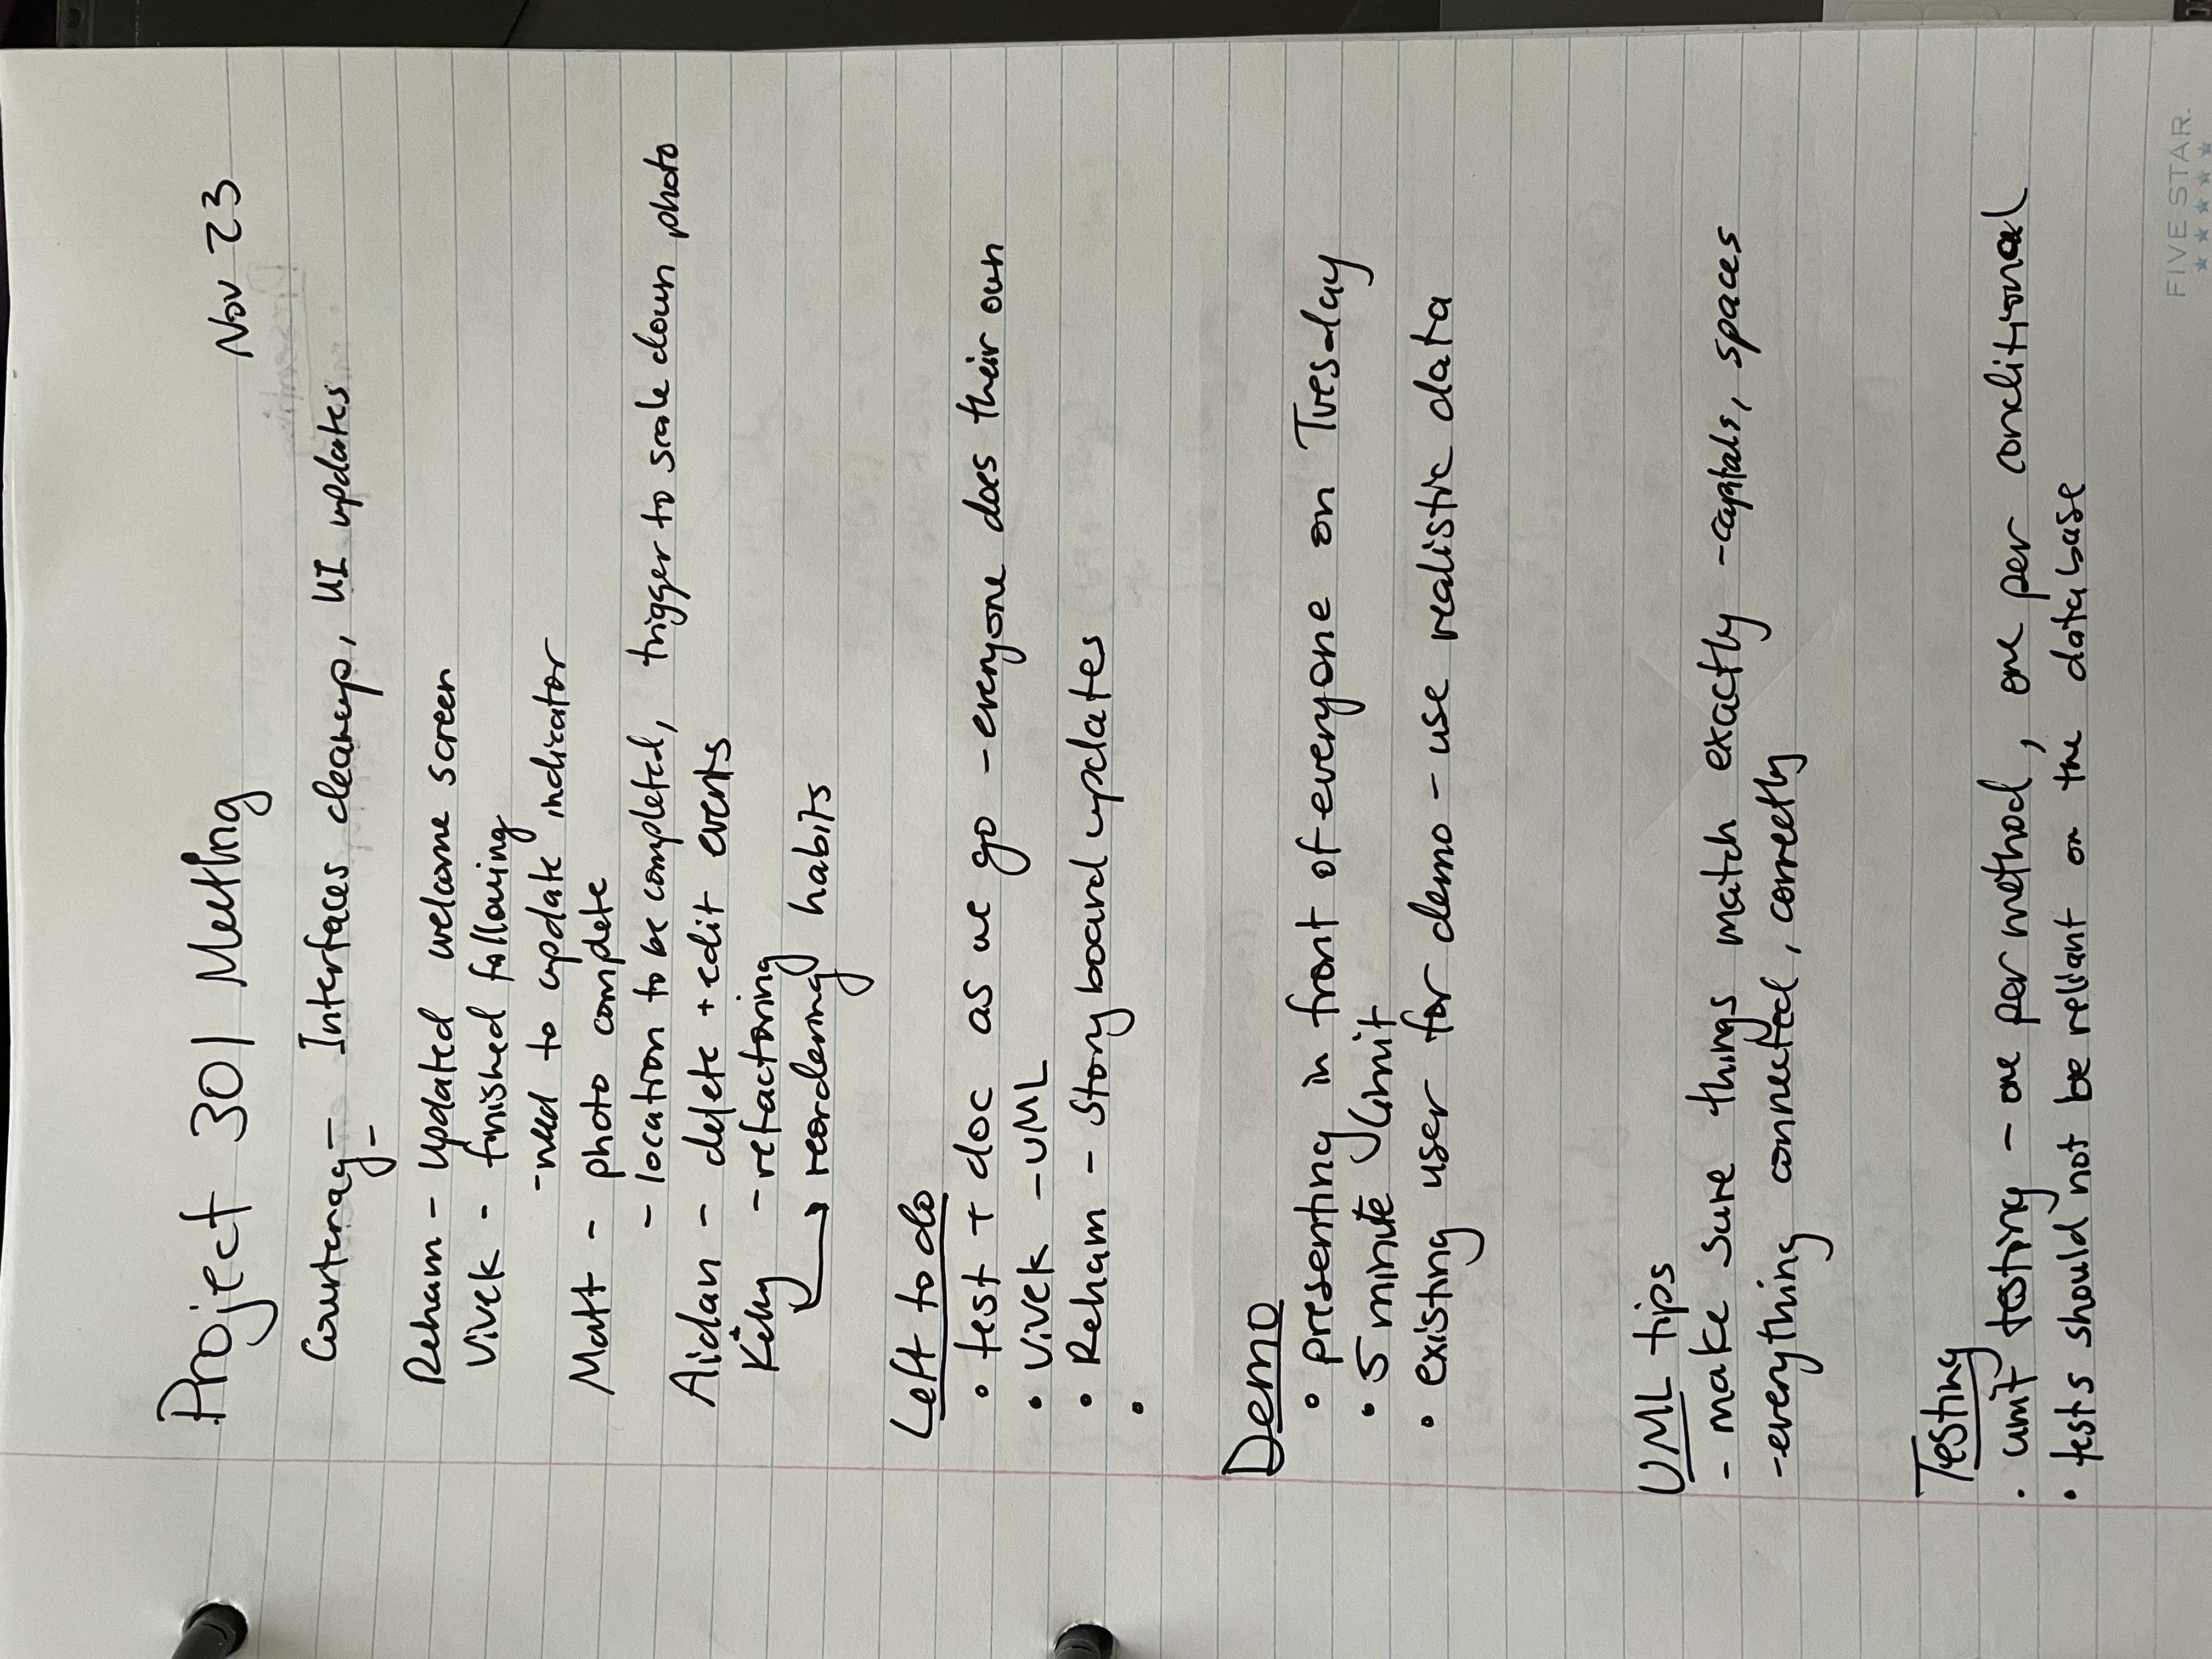 Project 301 Meeting Nov 23
Courtenay - Interfaces cleanup, UI updates
-
Reham - Updated welcome screen
Vivek - finished following
- need to update indicator
Matt - photo complete
- location to be completed, trigger to scale down photo
Aidan - delete + edit events
- refactoring
reordering habits
Left to do
• test + doc as we go - everyone does their own
• Vivek - UML
• Reham - Storyboard updates
•
Demo
• presenting in front of everyone on Tuesday
• 5 minute limit
• existing user for demo - use realistic data
UML tips
- make sure things match exactly - capitals, spaces
- everything connected, correctly
Testing
• unit testing - one per method, one per conditional
• tests should not be reliant on the database
FIVE STAR.